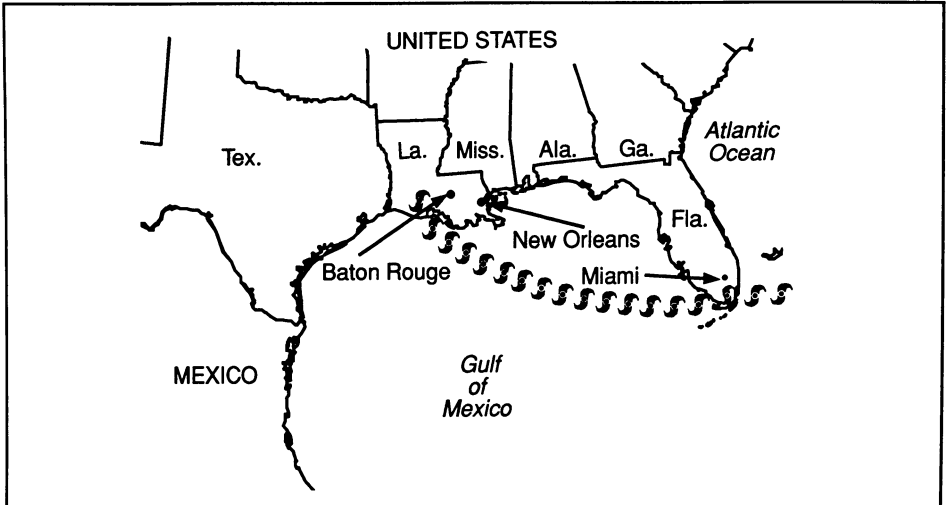 UNITED STATES
Atlantic
Ocean
Tex.
La.
Miss.
Ala.
Ga.
Fla.
New Orleans
Baton Rouge
Miami
MEXICO
Gulf
of
Mexico